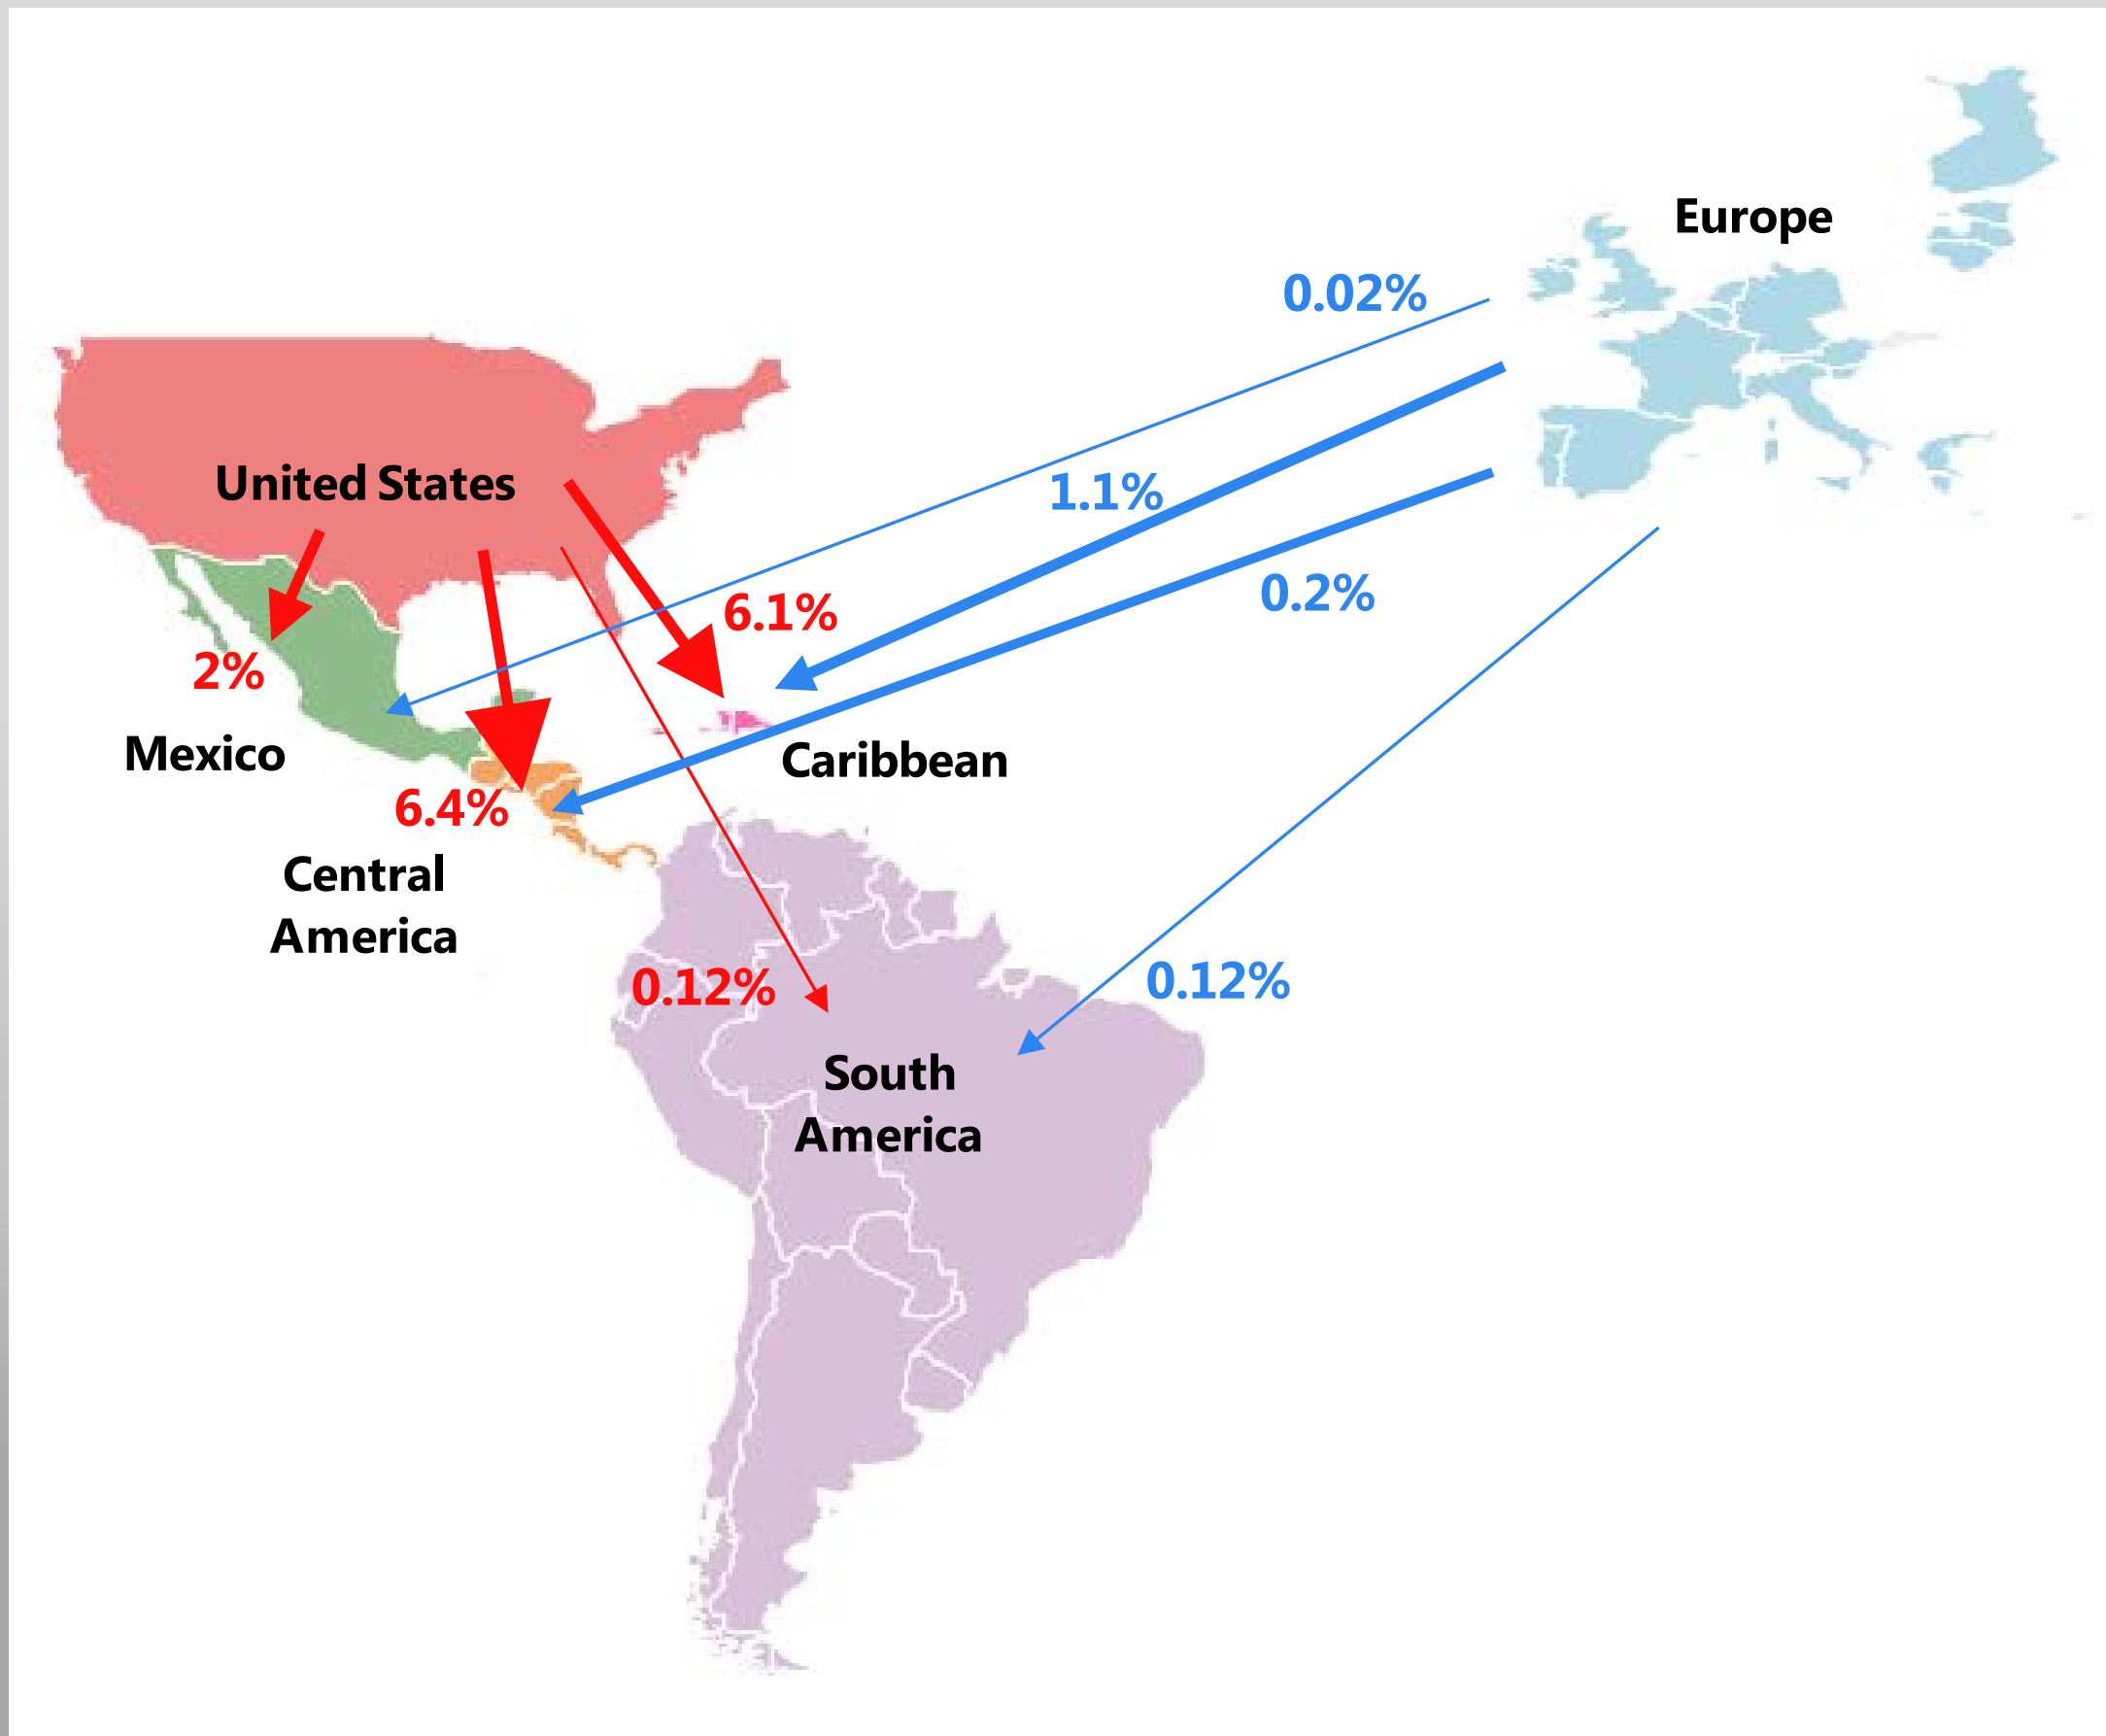 Europe
0.02%
United States
1.1%
0.2%
6.1%
2%
Mexico
Caribbean
6.4%
Central
America
0.12%
0.12%
South
America